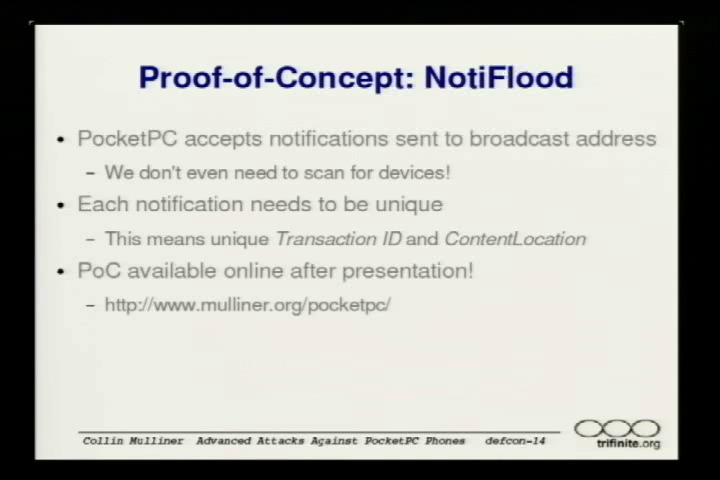 Proof-of-Concept: NotiFlood
• PocketPC accepts notifications sent to broadcast address
– We don't even need to scan for devices!
• Each notification needs to be unique
– This means unique Transaction ID and ContentLocation
• PoC available online after presentation!
– http://www.mulliner.org/pocketpc/
Collin Mulliner Advanced Attacks Against PocketPC Phones defcon-14
trifinite.org